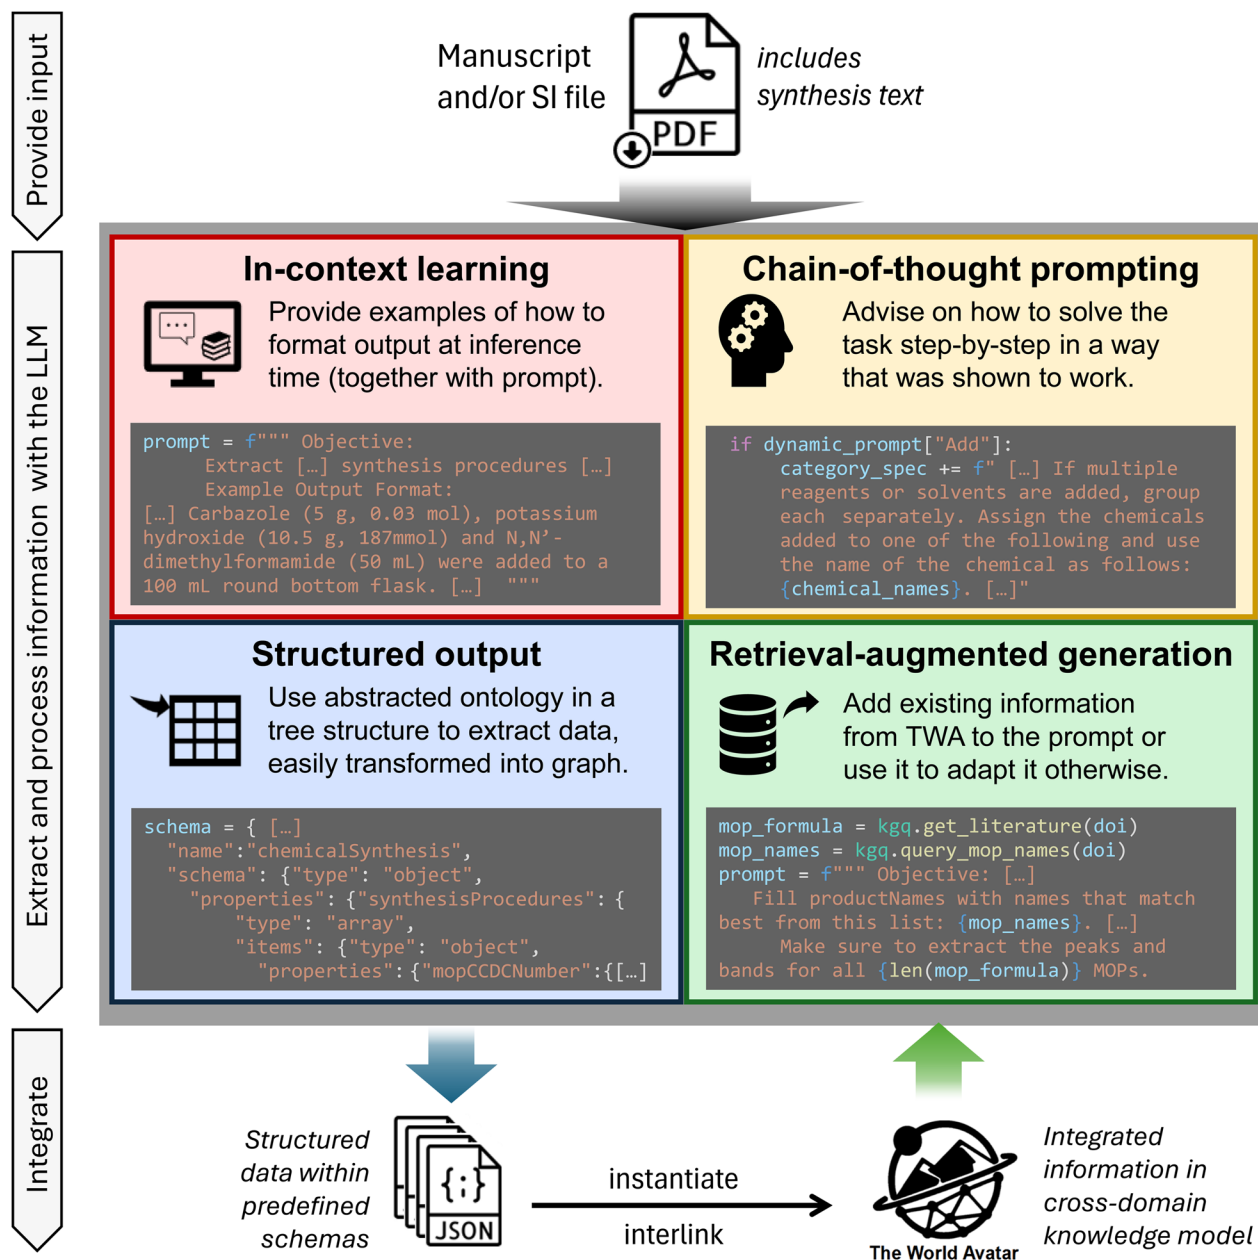 Provide input
Manuscript
and/or SI file
PDF
includes
synthesis text
Extract and process information with the LLM
In-context learning
Provide examples of how to
format output at inference
time (together with prompt).
prompt = f""" Objective:
Extract […] synthesis procedures […]
Example Output Format:
[…] Carbazole (5 g, 0.03 mol), potassium
hydroxide (10.5 g, 187mmol) and N,N’-
dimethylformamide (50 mL) were added to a
100 mL round bottom flask. […] """
Chain-of-thought prompting
Advise on how to solve the
task step-by-step in a way
that was shown to work.
if dynamic_prompt["Add"]:
category_spec += f" […] If multiple
reagents or solvents are added, group
each separately. Assign the chemicals
added to one of the following and use
the name of the chemical as follows:
{chemical_names}. […]"
Structured output
Use abstracted ontology in a
tree structure to extract data,
easily transformed into graph.
schema = { […]
"name":"chemicalSynthesis",
"schema": {"type": "object",
"properties": {"synthesisProcedures": {
"type": "array",
"items": {"type": "object",
"properties":{"mopCCDCNumber":{[…]
Retrieval-augmented generation
Add existing information
from TWA to the prompt or
use it to adapt it otherwise.
mop_formula = kgq.get_literature(doi)
mop_names = kgq.query_mop_names(doi)
prompt = f""" Objective: […]
Fill productNames with names that match
best from this list: {mop_names}. […]
Make sure to extract the peaks and
bands for all {len(mop_formula)} MOPs.
Integrate
Structured
data within
predefined
schemas
{;}
JSON
instantiate
interlink
The World Avatar
Integrated
information in
cross-domain
knowledge model